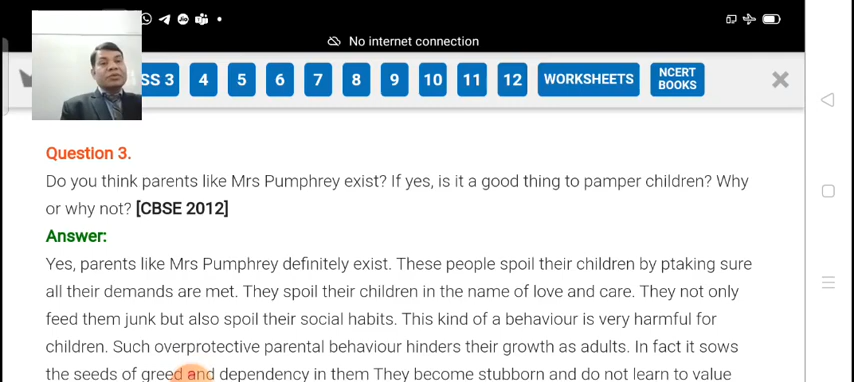 No internet connection
SS 3 4 5 6 7 8 9 10 11 12 WORKSHEETS NCERT BOOKS
Question 3.
Do you think parents like Mrs Pumphrey exist? If yes, is it a good thing to pamper children? Why
or why not? [CBSE 2012]
Answer:
Yes, parents like Mrs Pumphrey definitely exist. These people spoil their children by ptaking sure
all their demands are met. They spoil their children in the name of love and care. They not only
feed them junk but also spoil their social habits. This kind of a behaviour is very harmful for
children. Such overprotective parental behaviour hinders their growth as adults. In fact it sows
the seeds of greed and dependency in them They become stubborn and do not learn to value